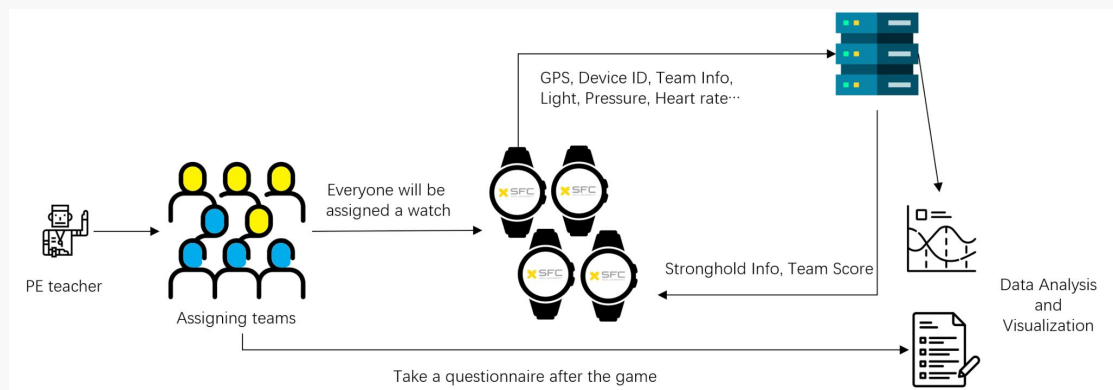 GPS, Device ID, Team Info,
Light, Pressure, Heart rate…
Everyone will be
assigned a watch
SFC
SFC
SFC
SFC
PE teacher
Assigning teams
Stronghold Info, Team Score
Data Analysis
and
Visualization
Take a questionnaire after the game